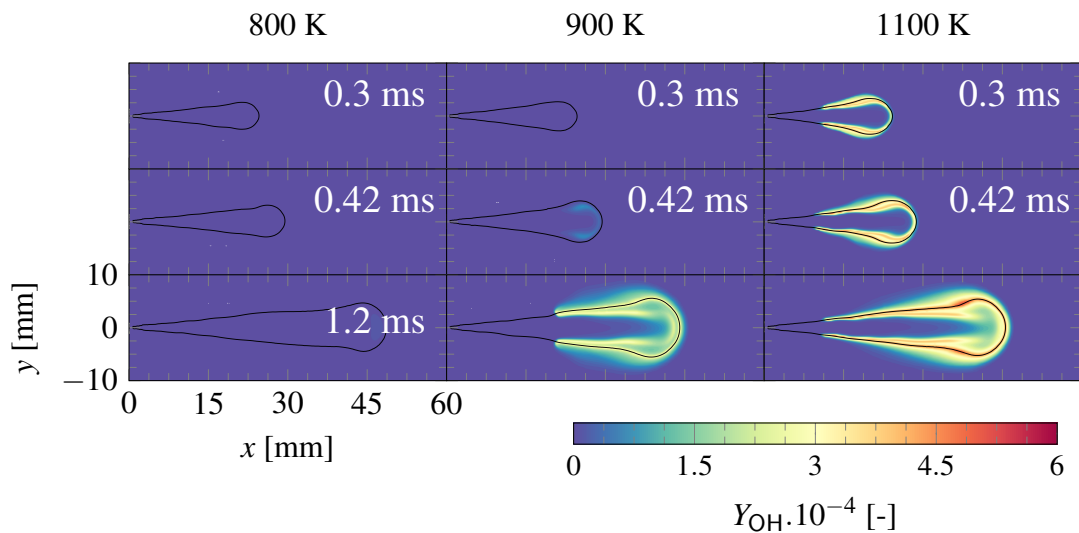 800 K 900 K 1100 K
0.3 ms 0.3 ms 0.3 ms
0.42 ms 0.42 ms 0.42 ms
10
0
−10
y [mm]
1.2 ms
0 15 30 45 60
x [mm]
0 1.5 3 4.5 6
Y_OH.10⁻⁴ [-]